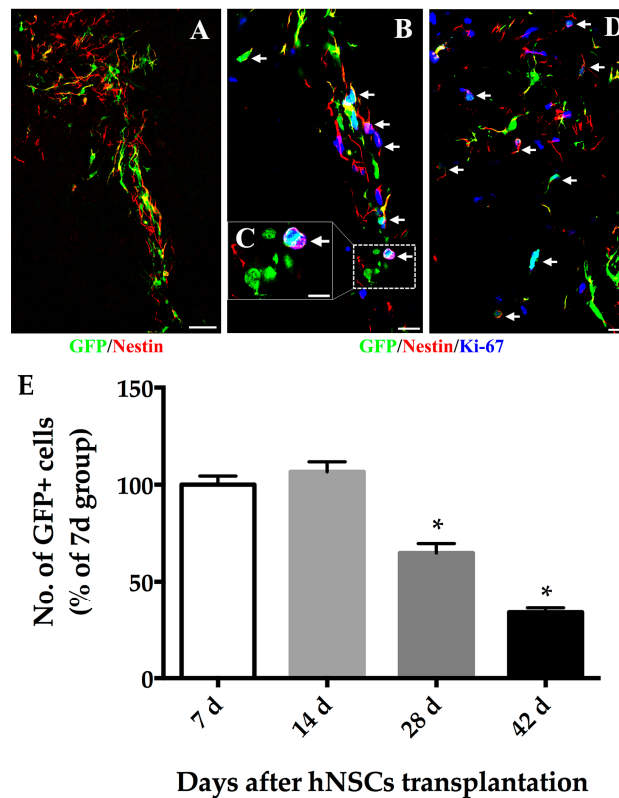 A
B
D
C
GFP/Nestin
GFP/Nestin/Ki-67
E
No. of GFP+ cells
(% of 7d group)
150
100
50
0
*
*
7 d
14 d
28 d
42 d
Days after hNSCs transplantation